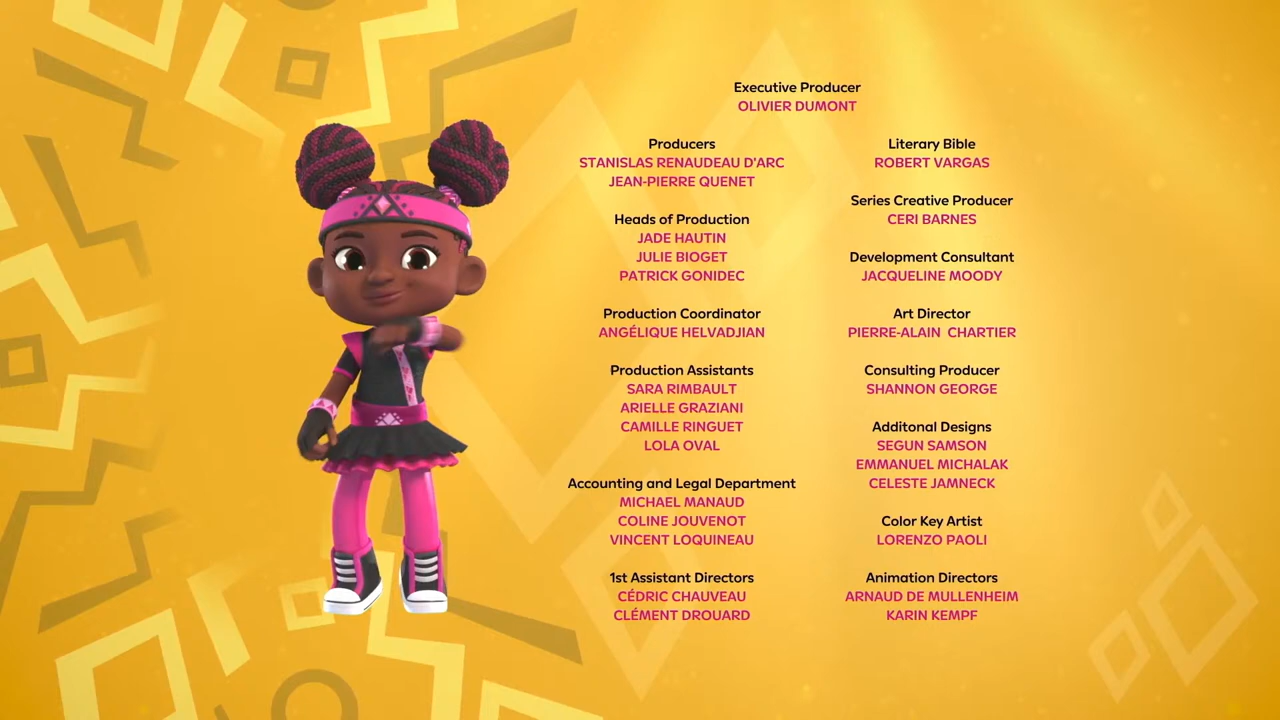 Executive Producer
OLIVIER DUMONT
Producers
STANISLAS RENAUDEAU D'ARC
JEAN-PIERRE QUENET
Heads of Production
JADE HAUTIN
JULIE BIOGET
PATRICK GONIDEC
Production Coordinator
ANGÉLIQUE HELVADJIAN
Production Assistants
SARA RIMBAULT
ARIELLE GRAZIANI
CAMILLE RINGUET
LOLA OVAL
Accounting and Legal Department
MICHAEL MANAUD
COLINE JOUVENOT
VINCENT LOQUINEAU
1st Assistant Directors
CÉDRIC CHAUVEAU
CLÉMENT DROUARD
Literary Bible
ROBERT VARGAS
Series Creative Producer
CERI BARNES
Development Consultant
JACQUELINE MOODY
Art Director
PIERRE-ALAIN  CHARTIER
Consulting Producer
SHANNON GEORGE
Additonal Designs
SEGUN SAMSON
EMMANUEL MICHALAK
CELESTE JAMNECK
Color Key Artist
LORENZO PAOLI
Animation Directors
ARNAUD DE MULLENHEIM
KARIN KEMPF